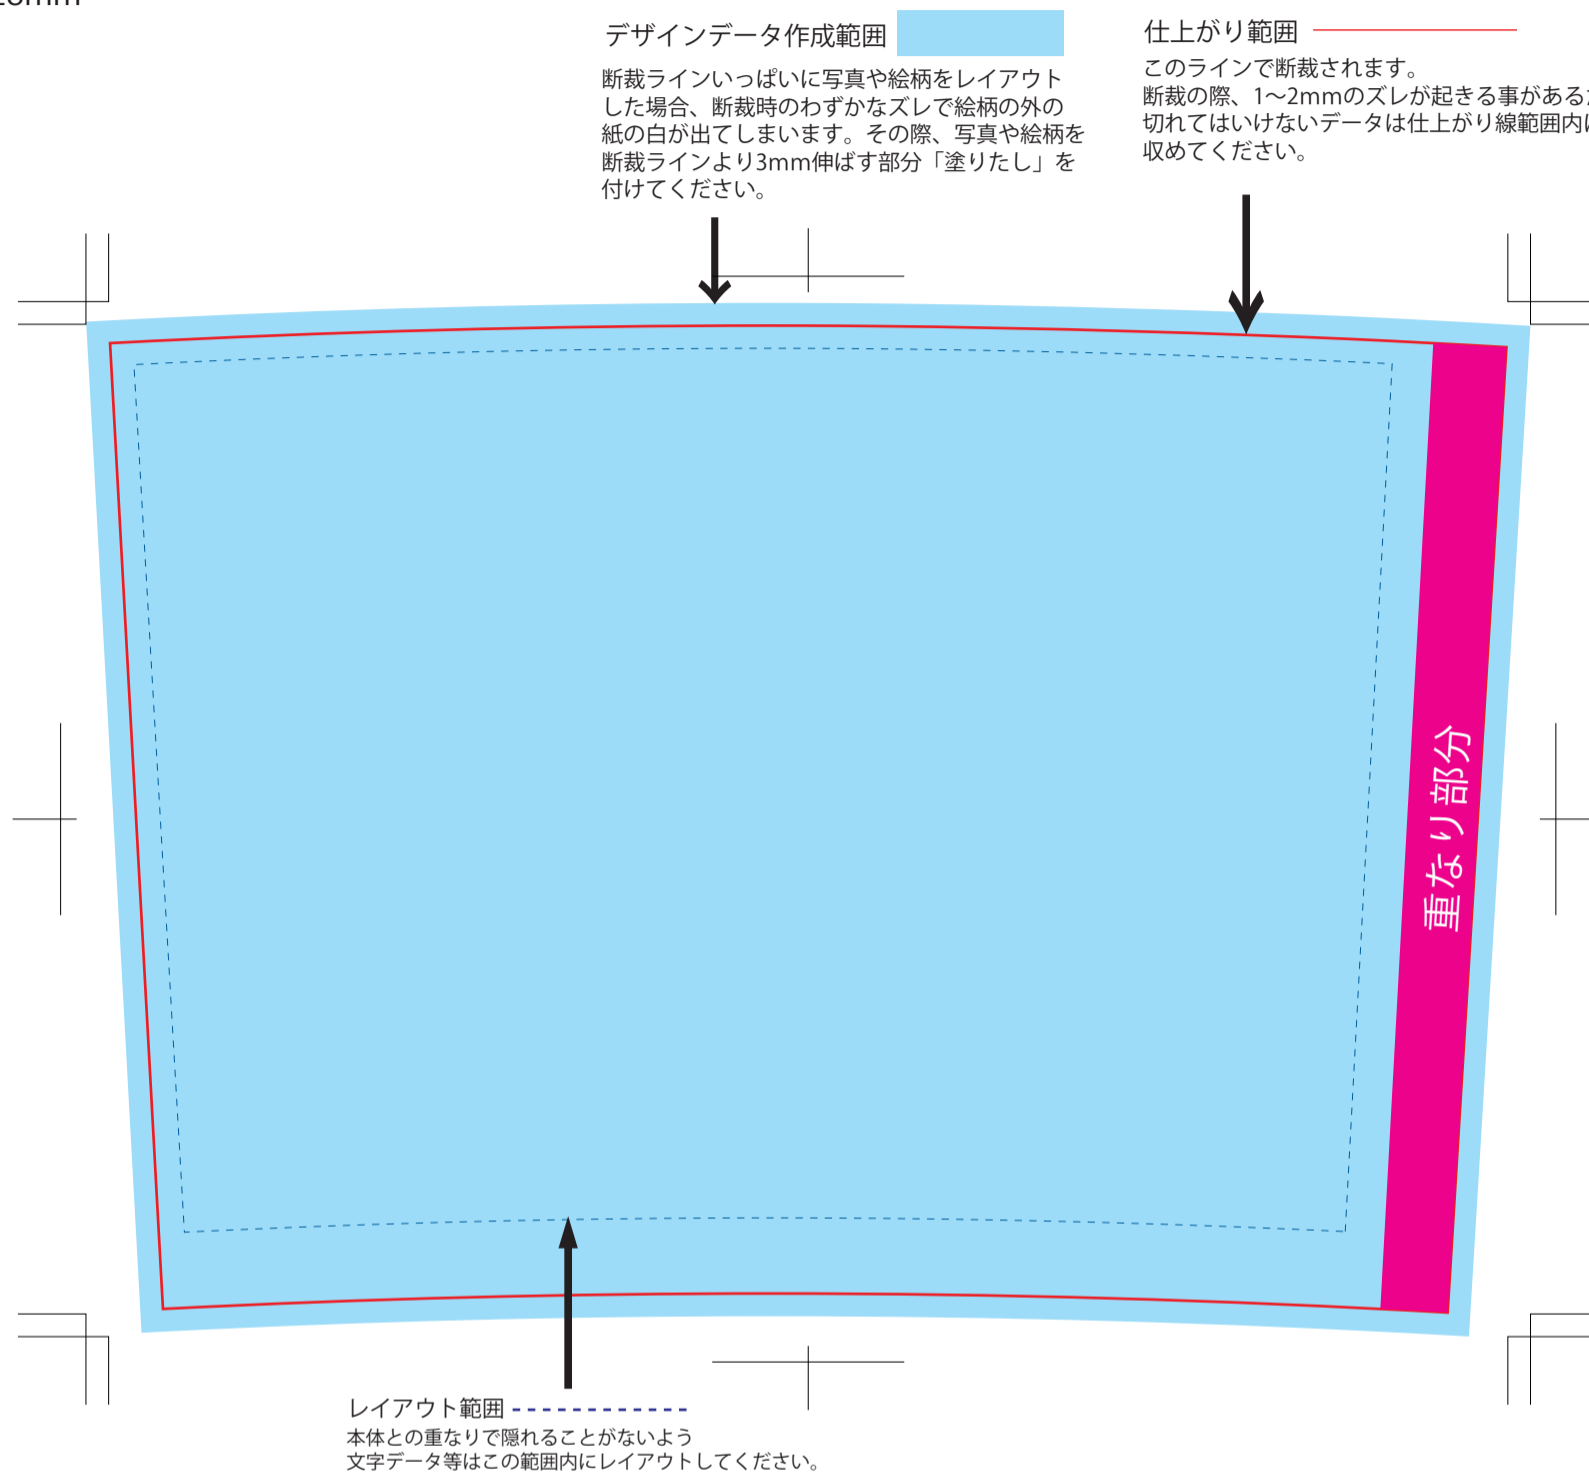 デザインデータ作成範囲
断裁ラインいっぱいに写真や絵柄をレイアウト
した場合、断裁時のわずかなズレで絵柄の外の
紙の白が出てしまいます。その際、写真や絵柄を
断裁ラインより3mm伸ばす部分「塗りたし」を
付けてください。
仕上がり範囲
このラインで断裁されます。
断裁の際、1〜2mmのズレが起きる事がある
切れてはいけないデータは仕上がり線範囲内に
収めてください。
重なり部分
レイアウト範囲
本体との重なりで隠れることがないよう
文字データ等はこの範囲内にレイアウトしてください。